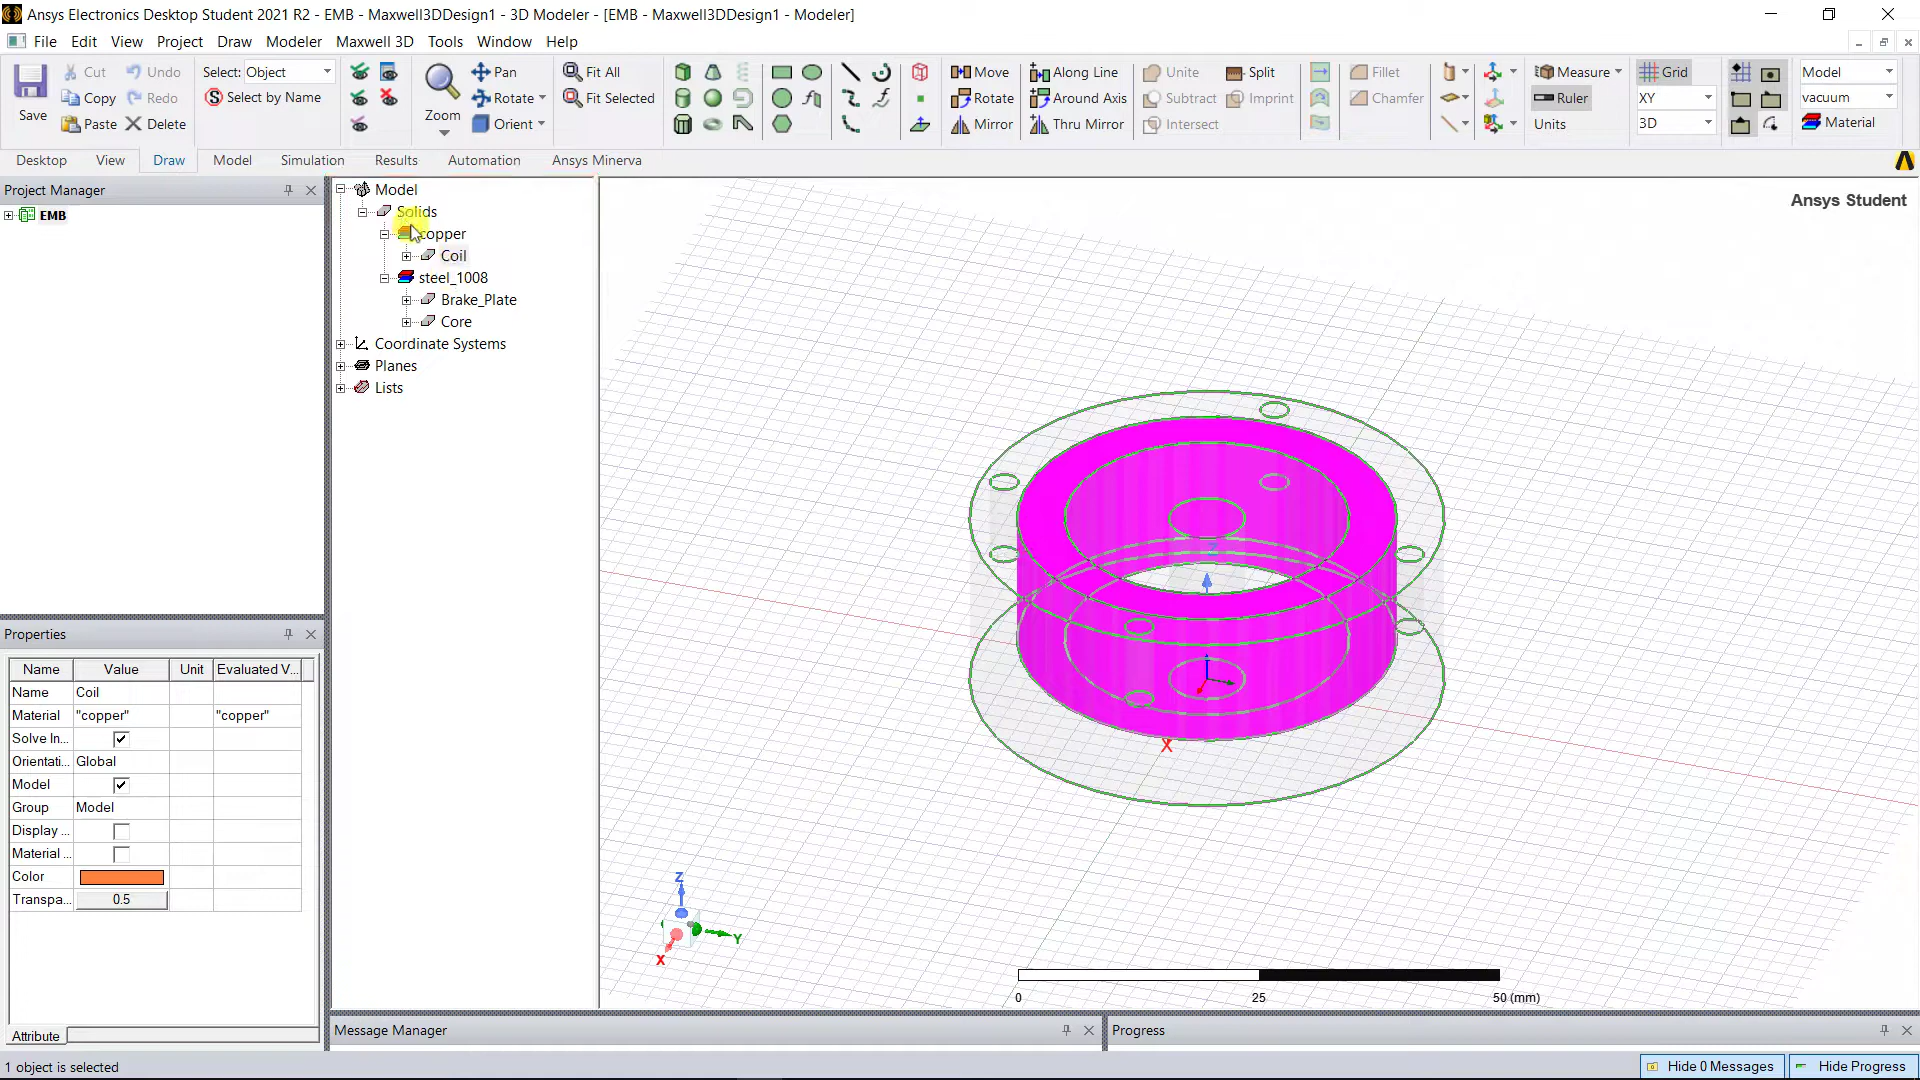 Ansys Electronics Desktop Student 2021 R2 - EMB - Maxwell3DDesign1 - 3D Modeler - [EMB - Maxwell3DDesign1 - Modeler]
File Edit View Project Draw Modeler Maxwell 3D Tools Window Help
Save Cut Copy Paste Undo Redo Delete Select: Object Select by Name Zoom Pan Rotate Orient Fit All Fit Selected Move Rotate Mirror Along Line Around Axis Thru Mirror Unite Subtract Intersect Split Imprint Fillet Chamfer Measure Ruler Units Grid XY 3D Model vacuum Material
Desktop View Draw Model Simulation Results Automation Ansys Minerva
Project Manager
EMB
Model
Solids
copper
Coil
steel_1008
Brake_Plate
Core
Coordinate Systems
Planes
Lists
Ansys Student
Z
X
Z
Y
X
0 25 50 (mm)
Properties
Name Value Unit Evaluated V...
Name Coil
Material "copper" "copper"
Solve In...
Orientati... Global
Model
Group Model
Display ...
Material ...
Color
Transpa... 0.5
Attribute
Message Manager
Progress
1 object is selected
Hide 0 Messages
Hide Progress